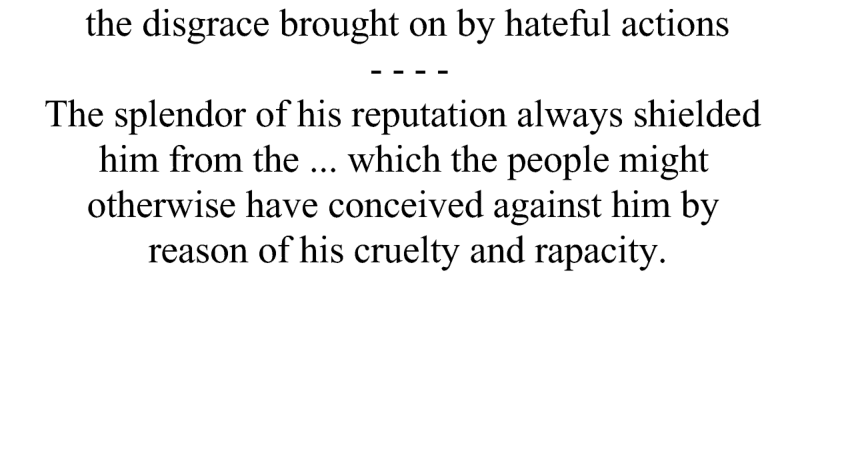 the disgrace brought on by hateful actions
- - - -
The splendor of his reputation always shielded
him from the ... which the people might
otherwise have conceived against him by
reason of his cruelty and rapacity.